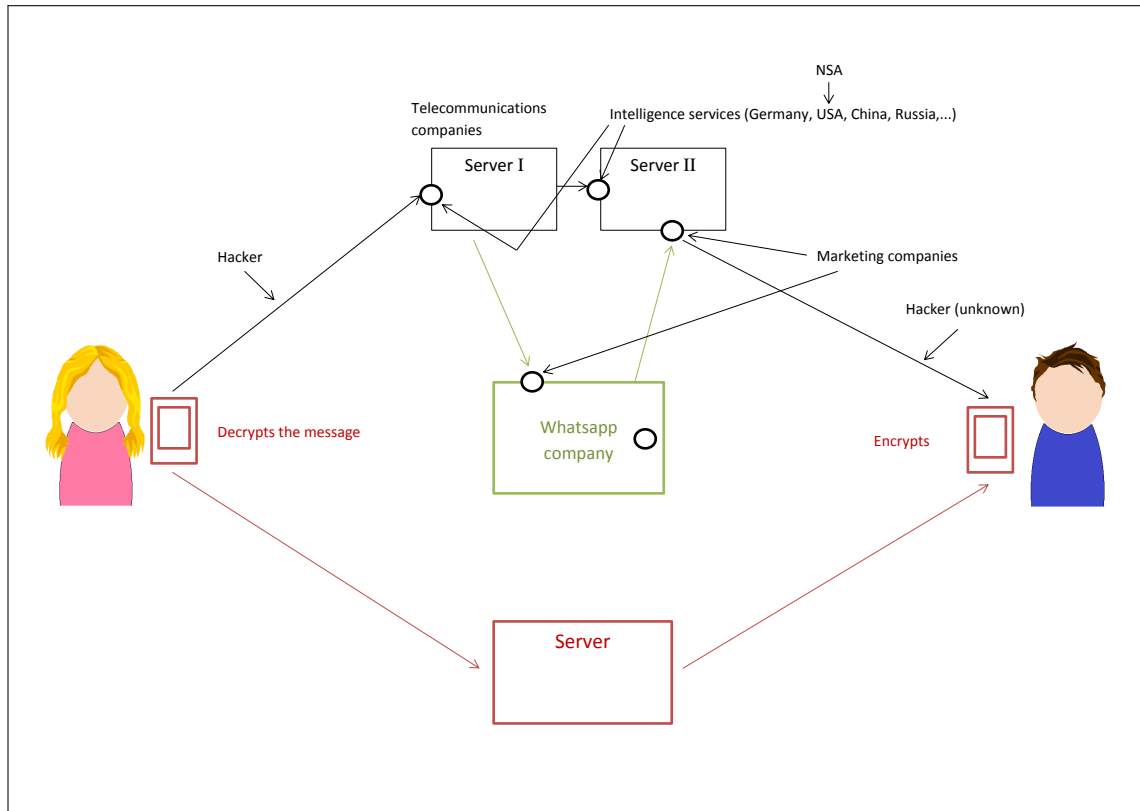 NSA
Telecommunications
companies
Intelligence services (Germany, USA, China, Russia,...)
Server I
Server II
Hacker
Marketing companies
Hacker (unknown)
Decrypts the message
Whatsapp
company
Encrypts
Server